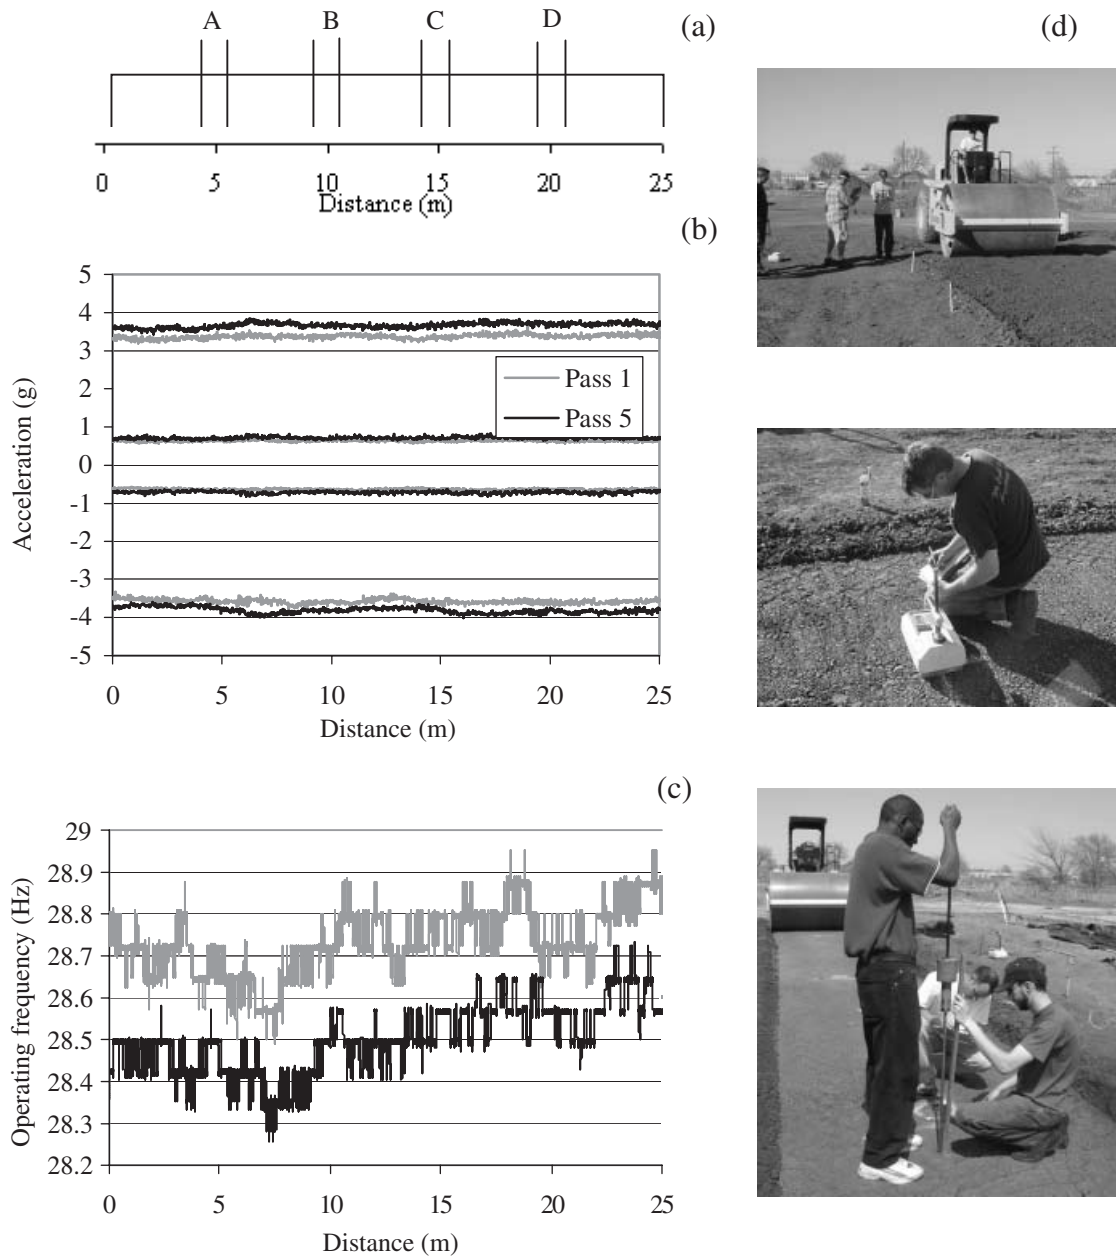 A B C D
(a)
(d)
0 5 10 15 20 25
Distance (m)
(b)
5
4
3
2
1
0
-1
-2
-3
-4
-5
Acceleration (g)
Pass 1
Pass 5
0 5 10 15 20 25
Distance (m)
(c)
29
28.9
28.8
28.7
28.6
28.5
28.4
28.3
28.2
Operating frequency (Hz)
0 5 10 15 20 25
Distance (m)